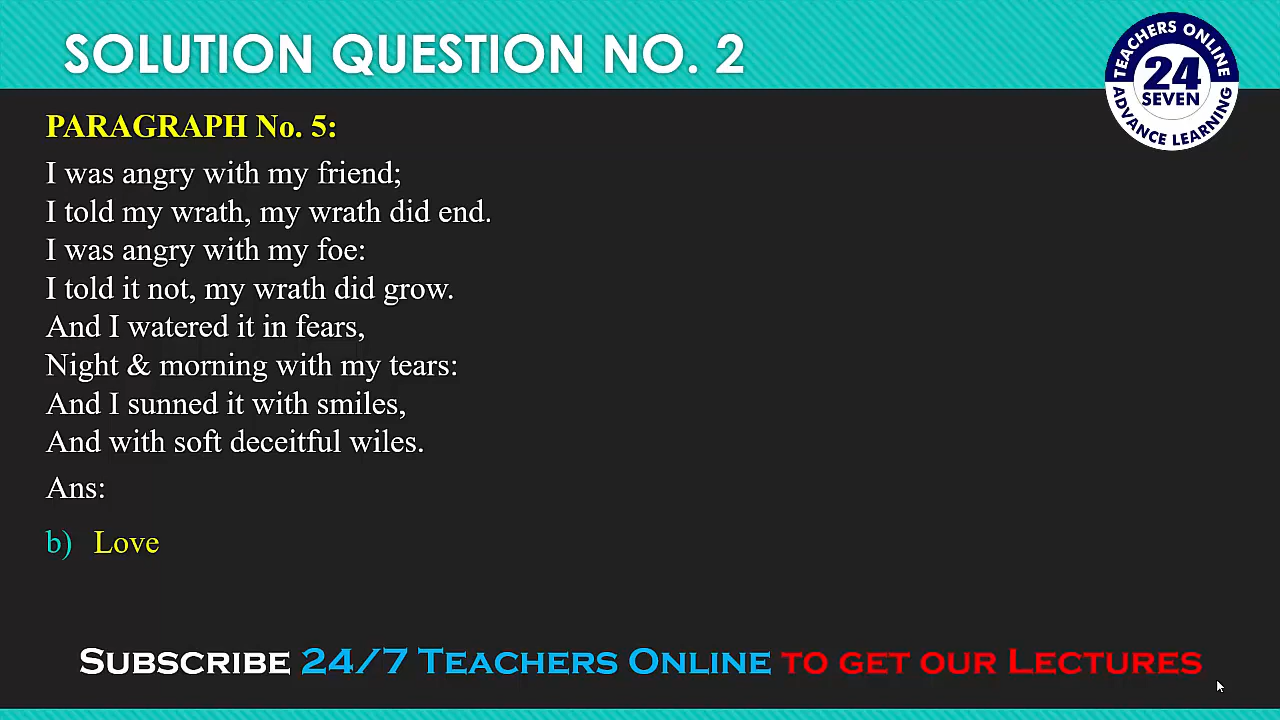 SOLUTION QUESTION NO. 2
TEACHERS ONLINE
24
SEVEN
ADVANCE LEARNING
PARAGRAPH No. 5:
I was angry with my friend;
I told my wrath, my wrath did end.
I was angry with my foe:
I told it not, my wrath did grow.
And I watered it in fears,
Night & morning with my tears:
And I sunned it with smiles,
And with soft deceitful wiles.
Ans:
b) Love
SUBSCRIBE 24/7 TEACHERS ONLINE TO GET OUR LECTURES